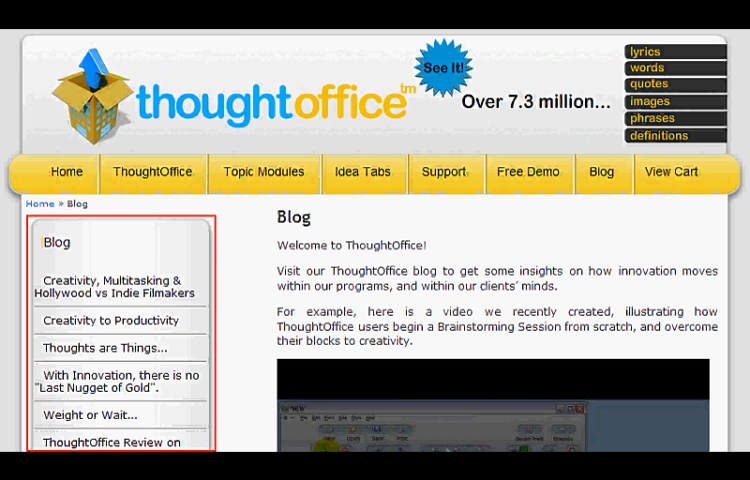 thoughtoffice tm
See It!
Over 7.3 million...
lyrics
words
quotes
images
phrases
definitions
Home ThoughtOffice Topic Modules Idea Tabs Support Free Demo Blog View Cart
Home » Blog
Blog
Creativity, Multitasking &
Hollywood vs Indie Filmakers
Creativity to Productivity
Thoughts are Things...
With Innovation, there is no
"Last Nugget of Gold".
Weight or Wait...
ThoughtOffice Review on
Blog
Welcome to ThoughtOffice!
Visit our ThoughtOffice blog to get some insights on how innovation moves
within our programs, and within our clients' minds.
For example, here is a video we recently created, illustrating how
ThoughtOffice users begin a Brainstorming Session from scratch, and overcome
their blocks to creativity.